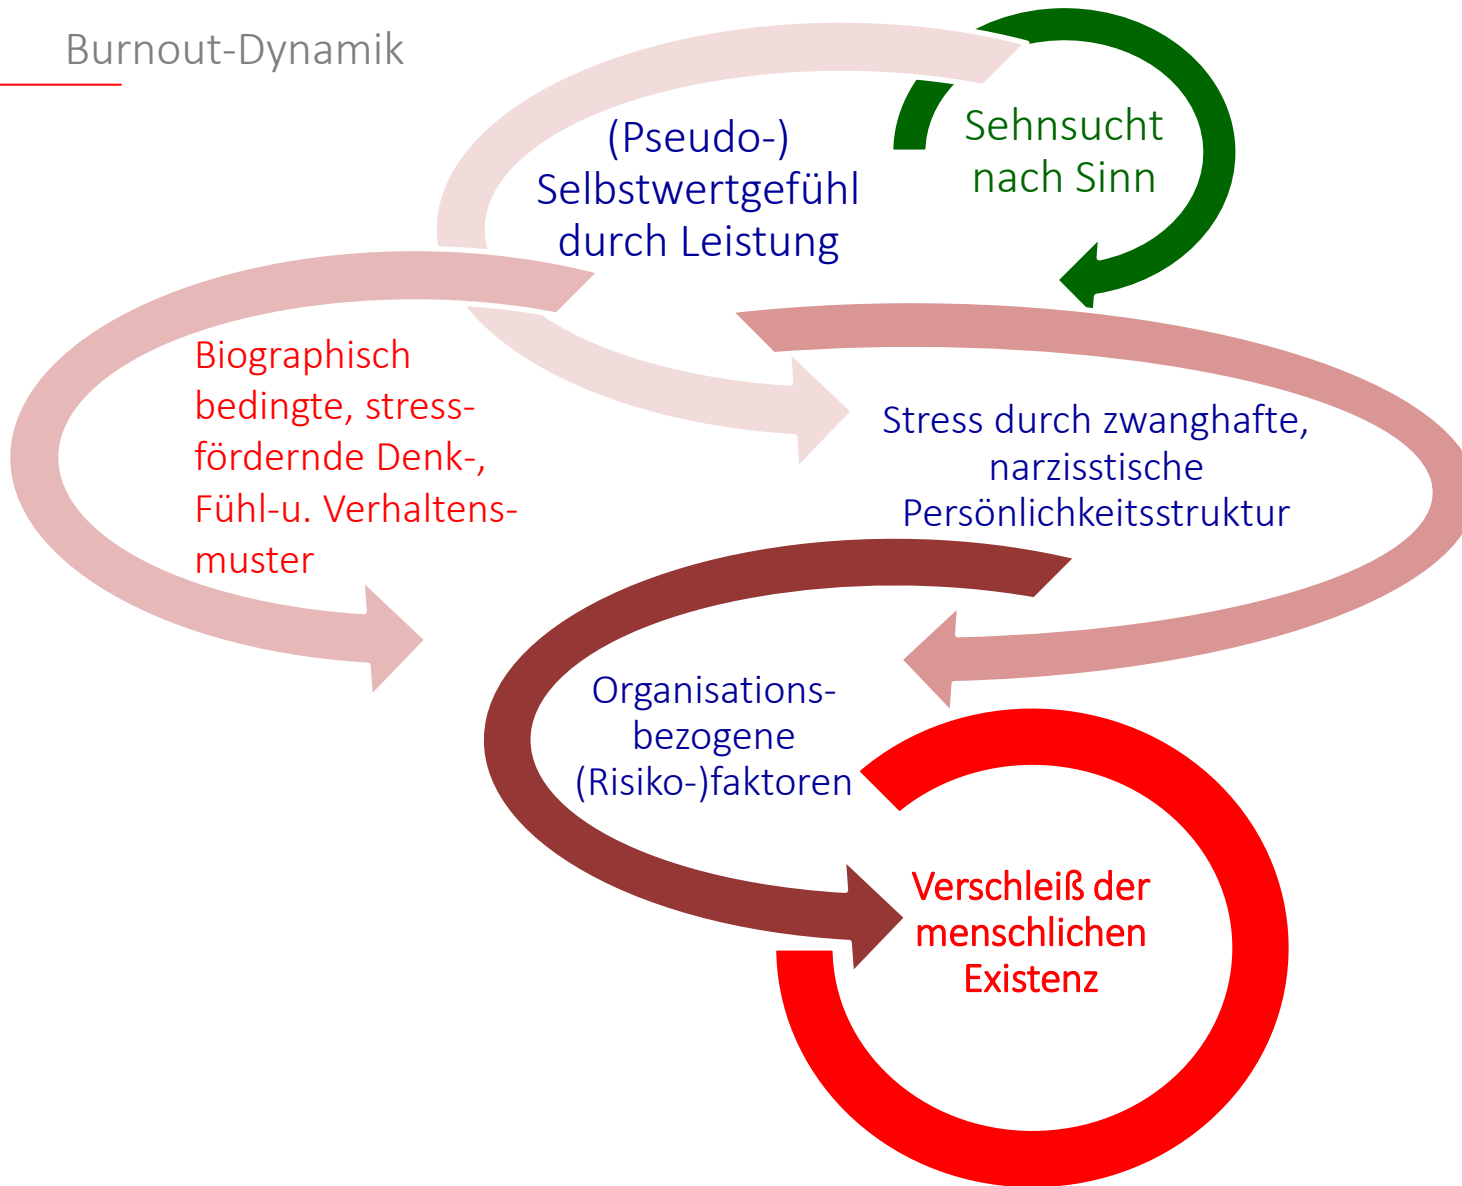 Burnout-Dynamik
Sehnsucht
nach Sinn
(Pseudo-)
Selbstwertgefühl
durch Leistung
Biographisch
bedingte, stress-
fördernde Denk-,
Fühl-u. Verhaltens-
muster
Stress durch zwanghafte,
narzisstische
Persönlichkeitsstruktur
Organisations-
bezogene
(Risiko-)faktoren
Verschleiß der
menschlichen
Existenz